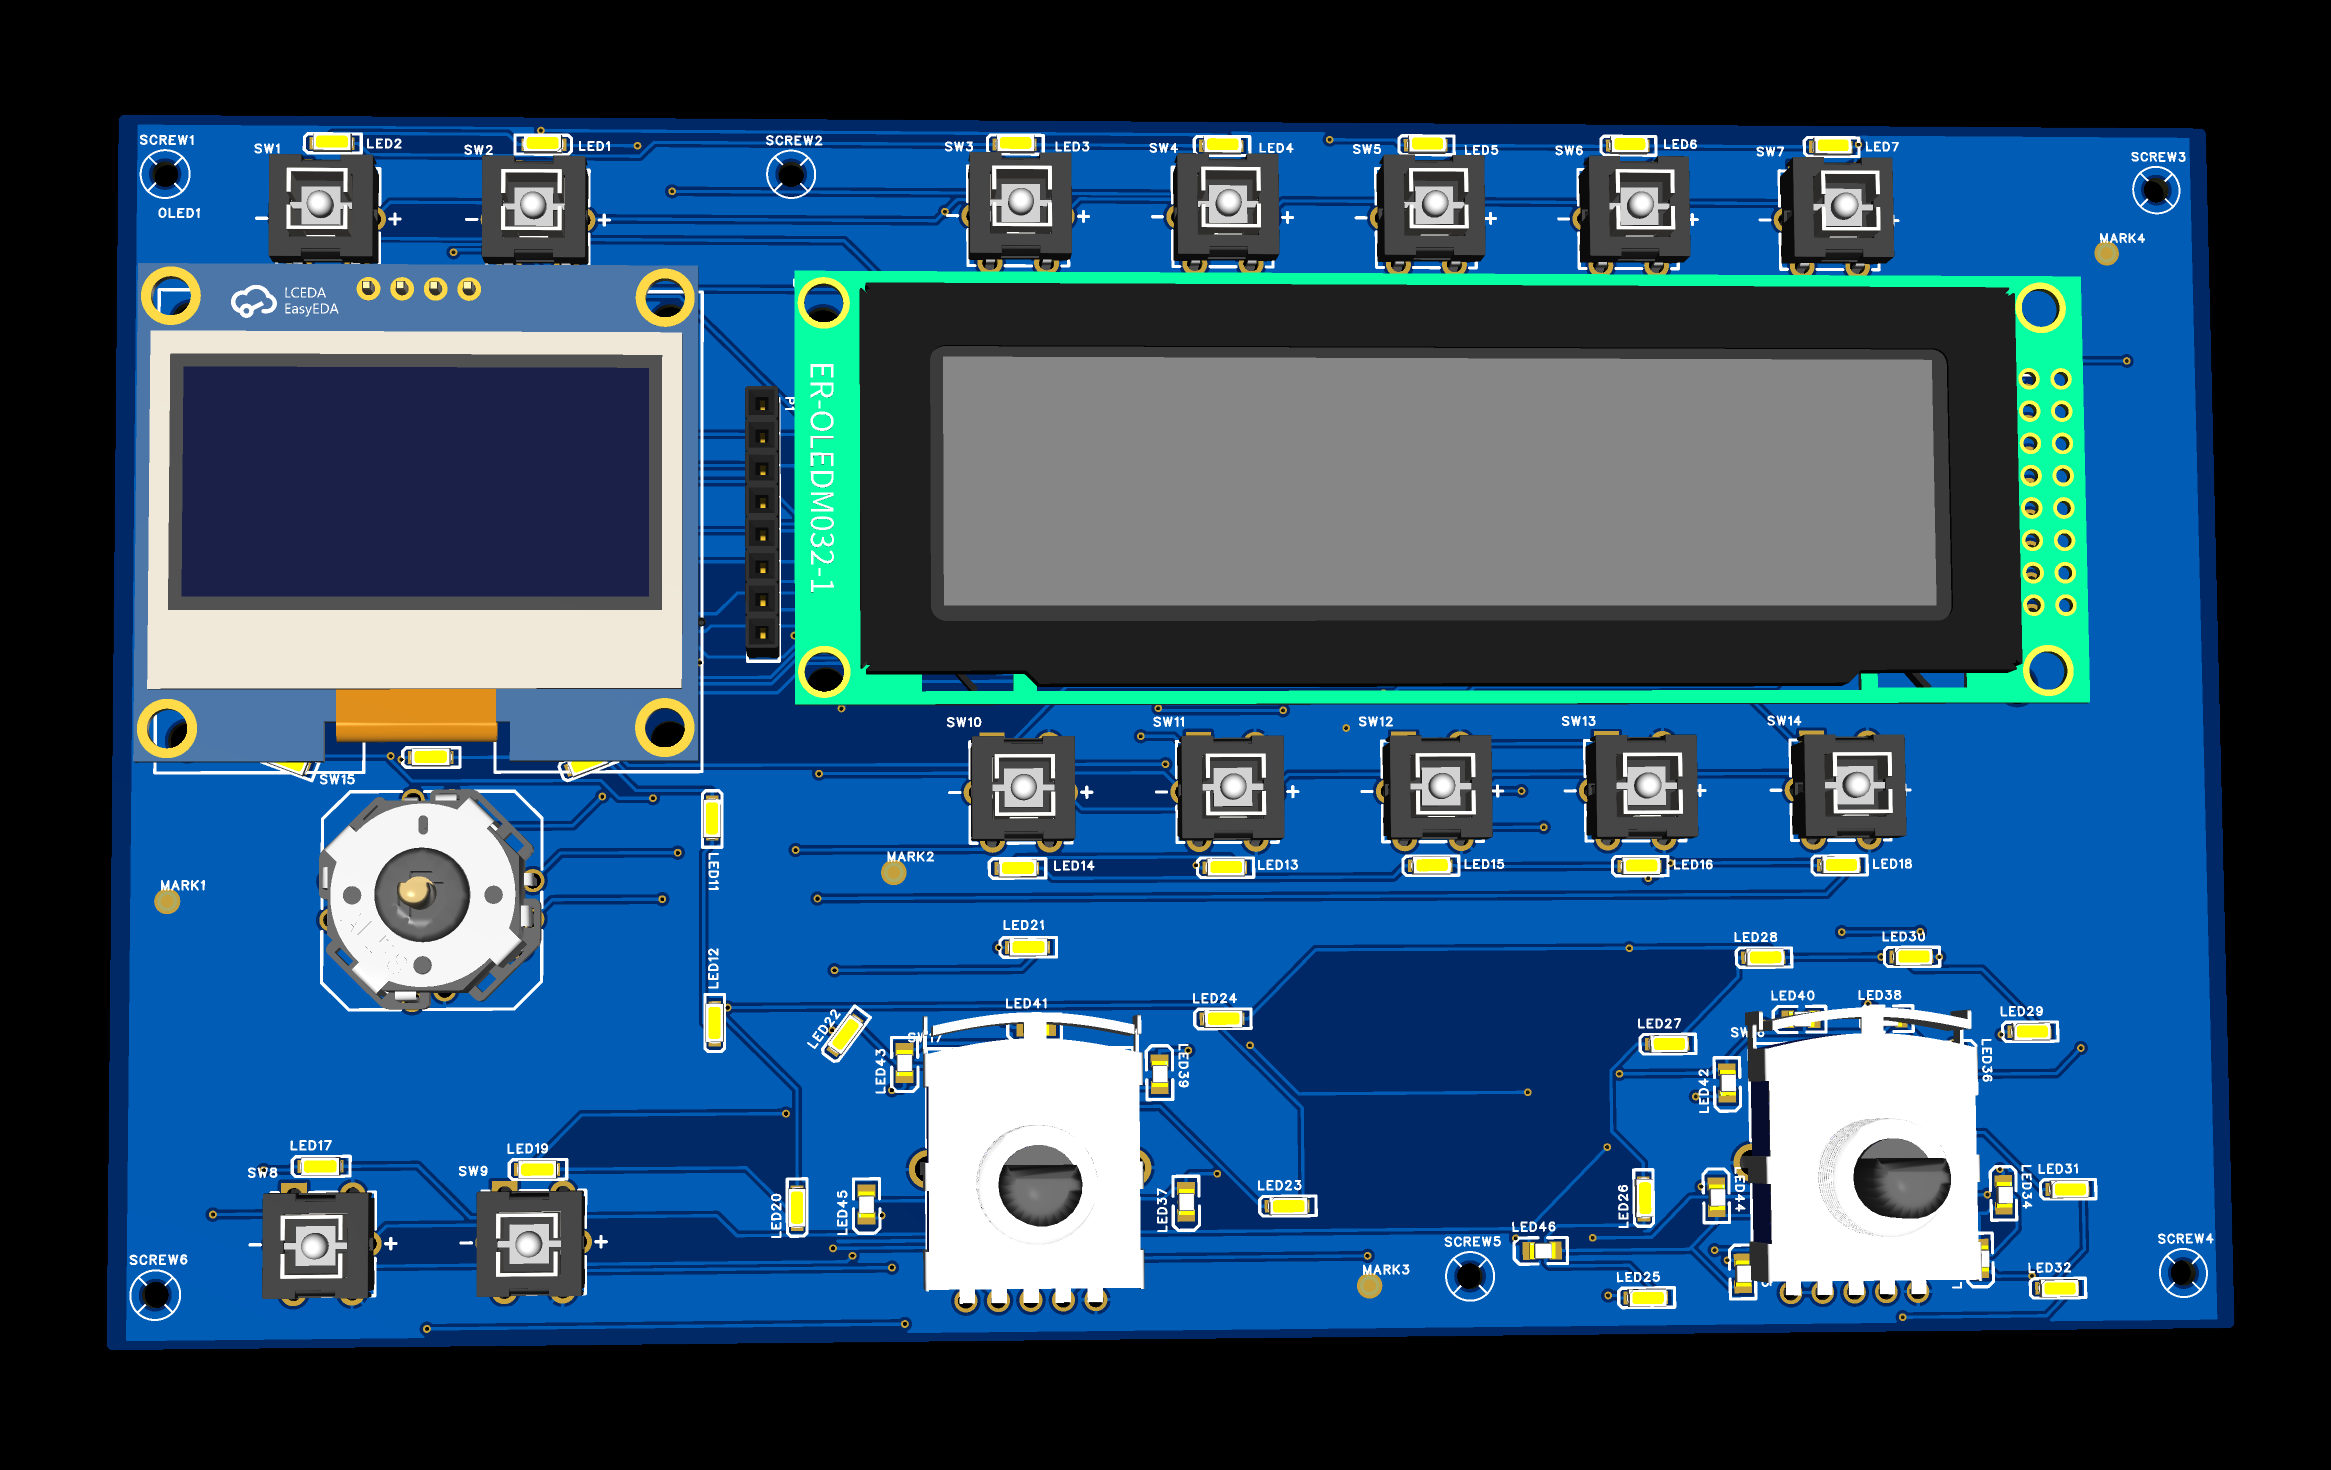 SCREW1
SW1
LED2
SW2
LED1
SCREW2
SW3
LED3
SW4
LED4
SW5
LED5
SW6
LED6
SW7
LED7
SCREW3
OLED1
- +
- +
- +
- +
- +
- +
-
MARK4
LCEDA
EasyEDA
P1
ER-OLEDM032-1
SW10
SW11
SW12
SW13
SW14
SW15
- +
- +
- +
-
-
LED11
MARK2
LED14
LED13
LED15
LED16
LED18
MARK1
LED21
LED12
LED28
LED30
LED22
LED41
LED24
LED40
LED38
LED29
LED27
LED43
LED39
LED42
LED36
LED17
LED19
SW8
SW9
LED20
LED45
LED37
LED23
LED26
LED44
LED34
LED31
- +
- +
LED46
SCREW6
MARK3
SCREW5
LED25
LED32
SCREW4